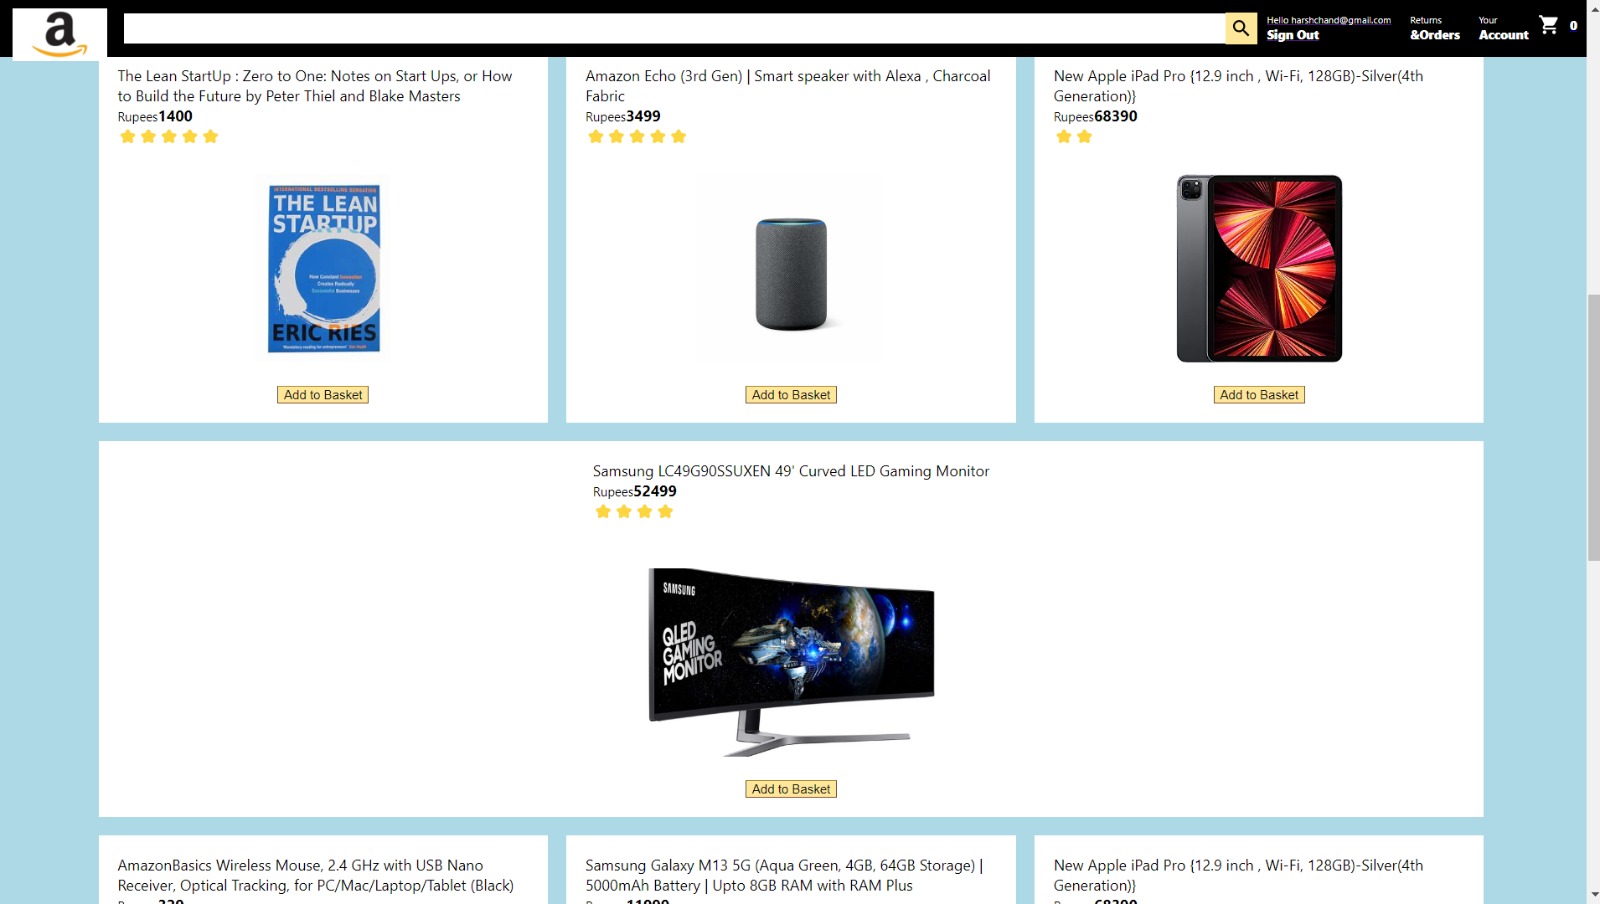 a
Hello harshchand@gmail.com
Sign Out
Returns
&Orders
Your
Account
0
The Lean StartUp : Zero to One: Notes on Start Ups, or How
to Build the Future by Peter Thiel and Blake Masters
Rupees1400
INTERNATIONAL BESTSELLING SENSATION
THE LEAN
STARTUP
How Constant Innovation
Creates Radically
Successful Businesses
ERIC RIES
Add to Basket
Amazon Echo (3rd Gen) | Smart speaker with Alexa , Charcoal
Fabric
Rupees3499
Add to Basket
New Apple iPad Pro {12.9 inch , Wi-Fi, 128GB)-Silver(4th
Generation)}
Rupees68390
Add to Basket
Samsung LC49G90SSUXEN 49' Curved LED Gaming Monitor
Rupees52499
SAMSUNG
QLED
GAMING
MONITOR
Add to Basket
AmazonBasics Wireless Mouse, 2.4 GHz with USB Nano
Receiver, Optical Tracking, for PC/Mac/Laptop/Tablet (Black)
Samsung Galaxy M13 5G (Aqua Green, 4GB, 64GB Storage) |
5000mAh Battery | Upto 8GB RAM with RAM Plus
New Apple iPad Pro {12.9 inch , Wi-Fi, 128GB)-Silver(4th
Generation)}